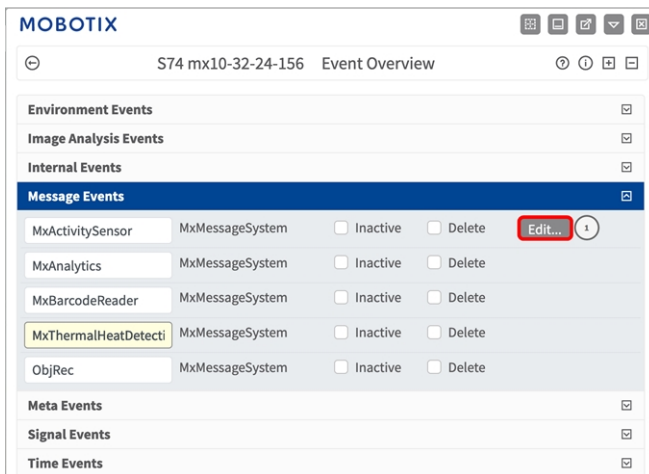 MOBOTIX
S74 mx10-32-24-156 Event Overview
Environment Events
Image Analysis Events
Internal Events
Message Events
MxActivitySensor MxMessageSystem Inactive Delete Edit... 1
MxAnalytics MxMessageSystem Inactive Delete
MxBarcodeReader MxMessageSystem Inactive Delete
MxThermalHeatDetecti MxMessageSystem Inactive Delete
ObjRec MxMessageSystem Inactive Delete
Meta Events
Signal Events
Time Events